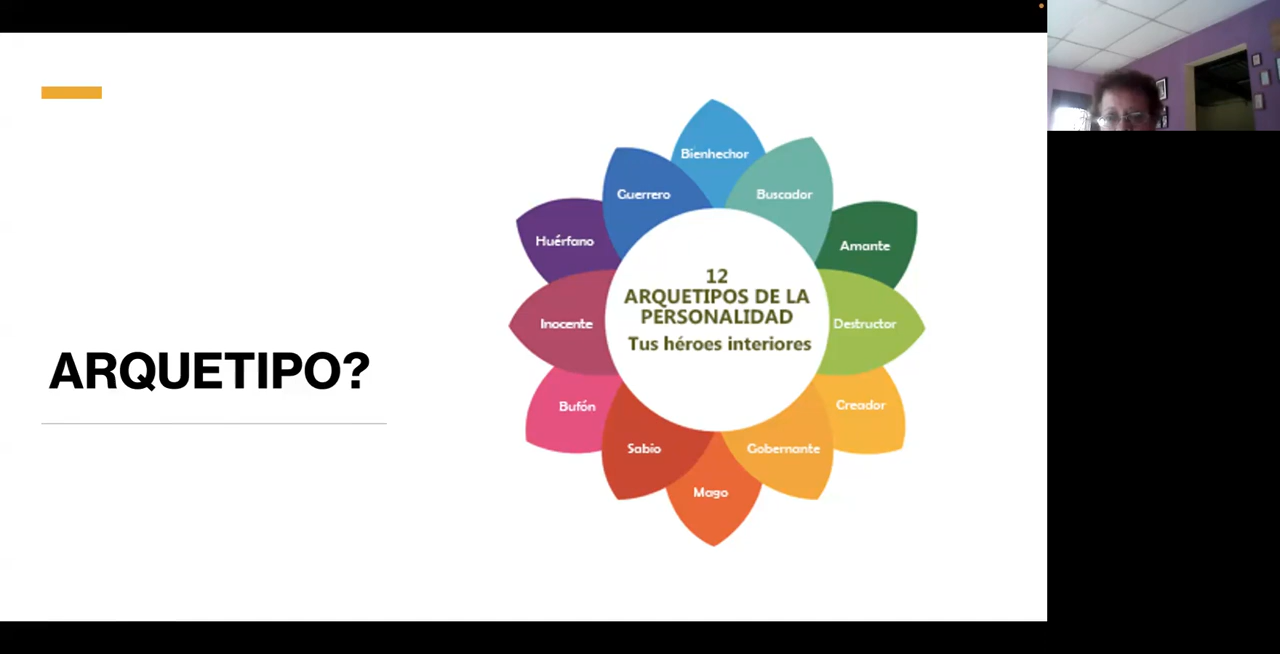 ARQUETIPO?
Bienhechor
Buscador
Amante
Destructor
Creador
Gobernante
Mago
Sabio
Bufón
Inocente
Huérfano
Guerrero
12
ARQUETIPOS DE LA
PERSONALIDAD
Tus héroes interiores